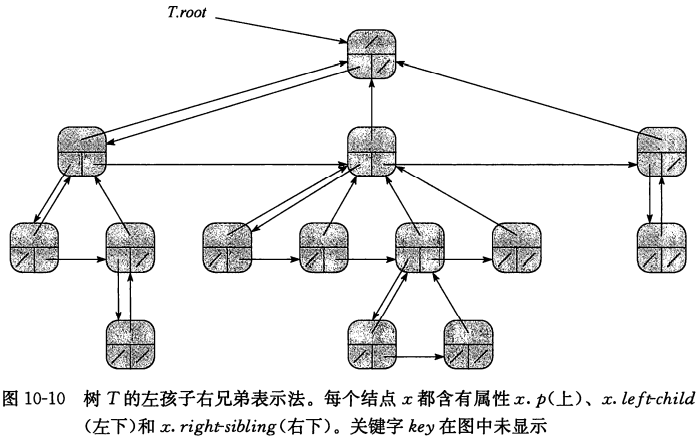 T.root
图 10-10 树 T 的左孩子右兄弟表示法。每个结点 x 都含有属性 x. p(上)、x. left-child
(左下)和 x. right-sibling(右下)。关键字 key 在图中未显示